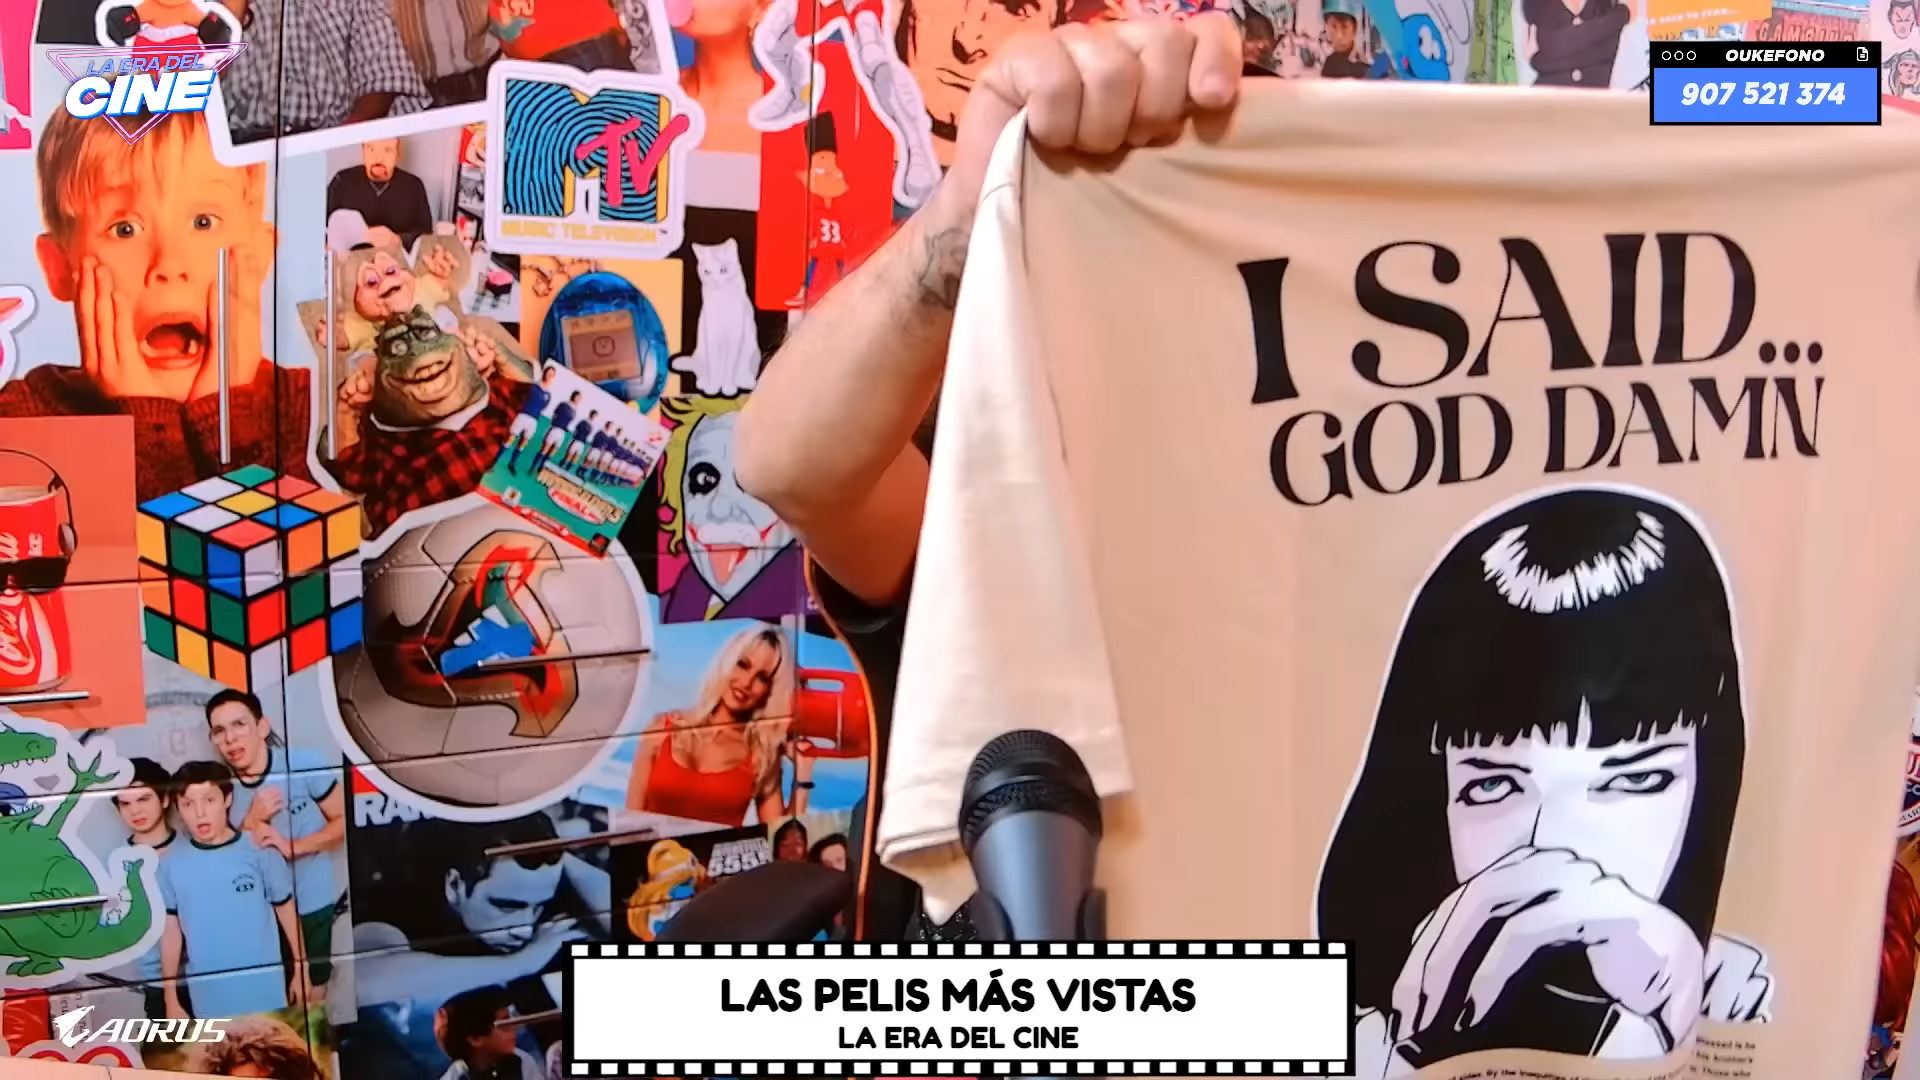 LA ERA DEL
CINE
OUKEFONO
907 521 374
MTV
MUSIC TELEVISION
33
I SAID...
GOD DAMN
FINAL
LAS PELIS MÁS VISTAS
LA ERA DEL CINE
AORUS